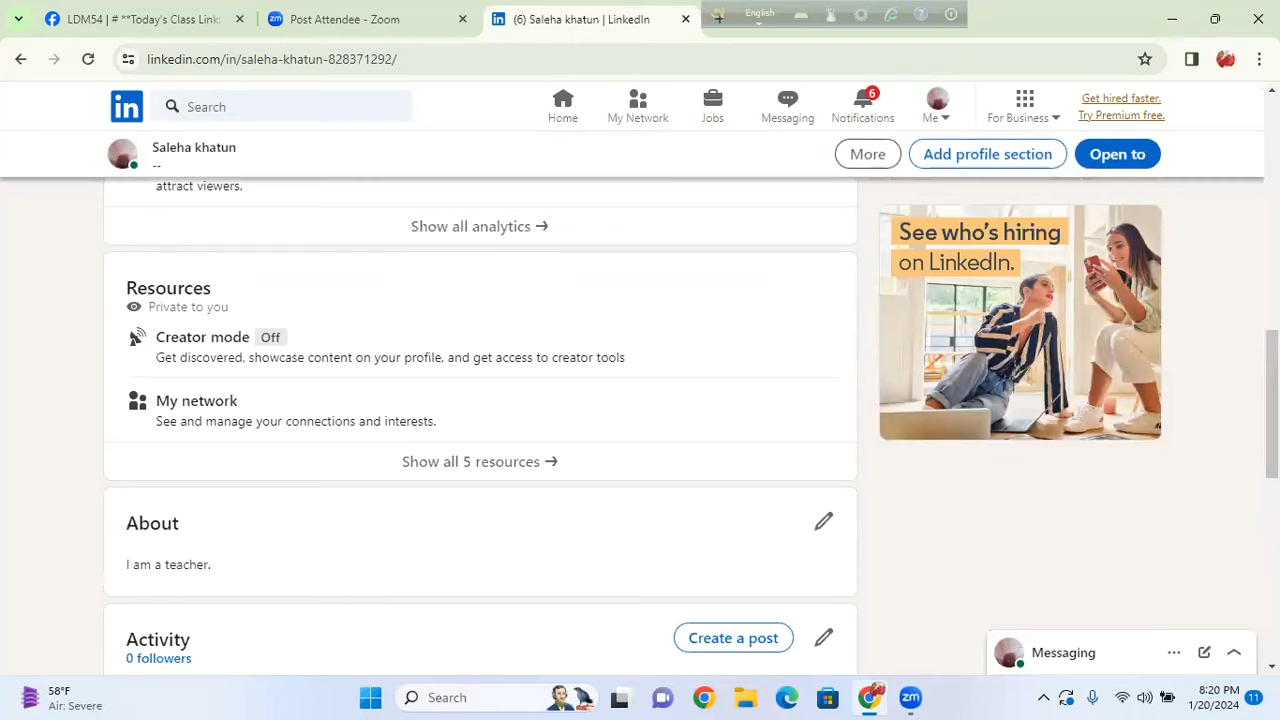 LDM54 | # **Today's Class Link
Post Attendee - Zoom
(6) Saleha khatun | LinkedIn
English
linkedin.com/in/saleha-khatun-828371292/
in
Search
Home
My Network
Jobs
Messaging
6
Notifications
Me
For Business
Get hired faster.
Try Premium free.
Saleha khatun
--
More
Add profile section
Open to
attract viewers.
Show all analytics →
See who's hiring
on LinkedIn.
Resources
Private to you
Creator mode Off
Get discovered, showcase content on your profile, and get access to creator tools
My network
See and manage your connections and interests.
Show all 5 resources →
About
I am a teacher.
Activity
0 followers
Create a post
Messaging
58°F
Air: Severe
Search
zm
8:20 PM
1/20/2024
11